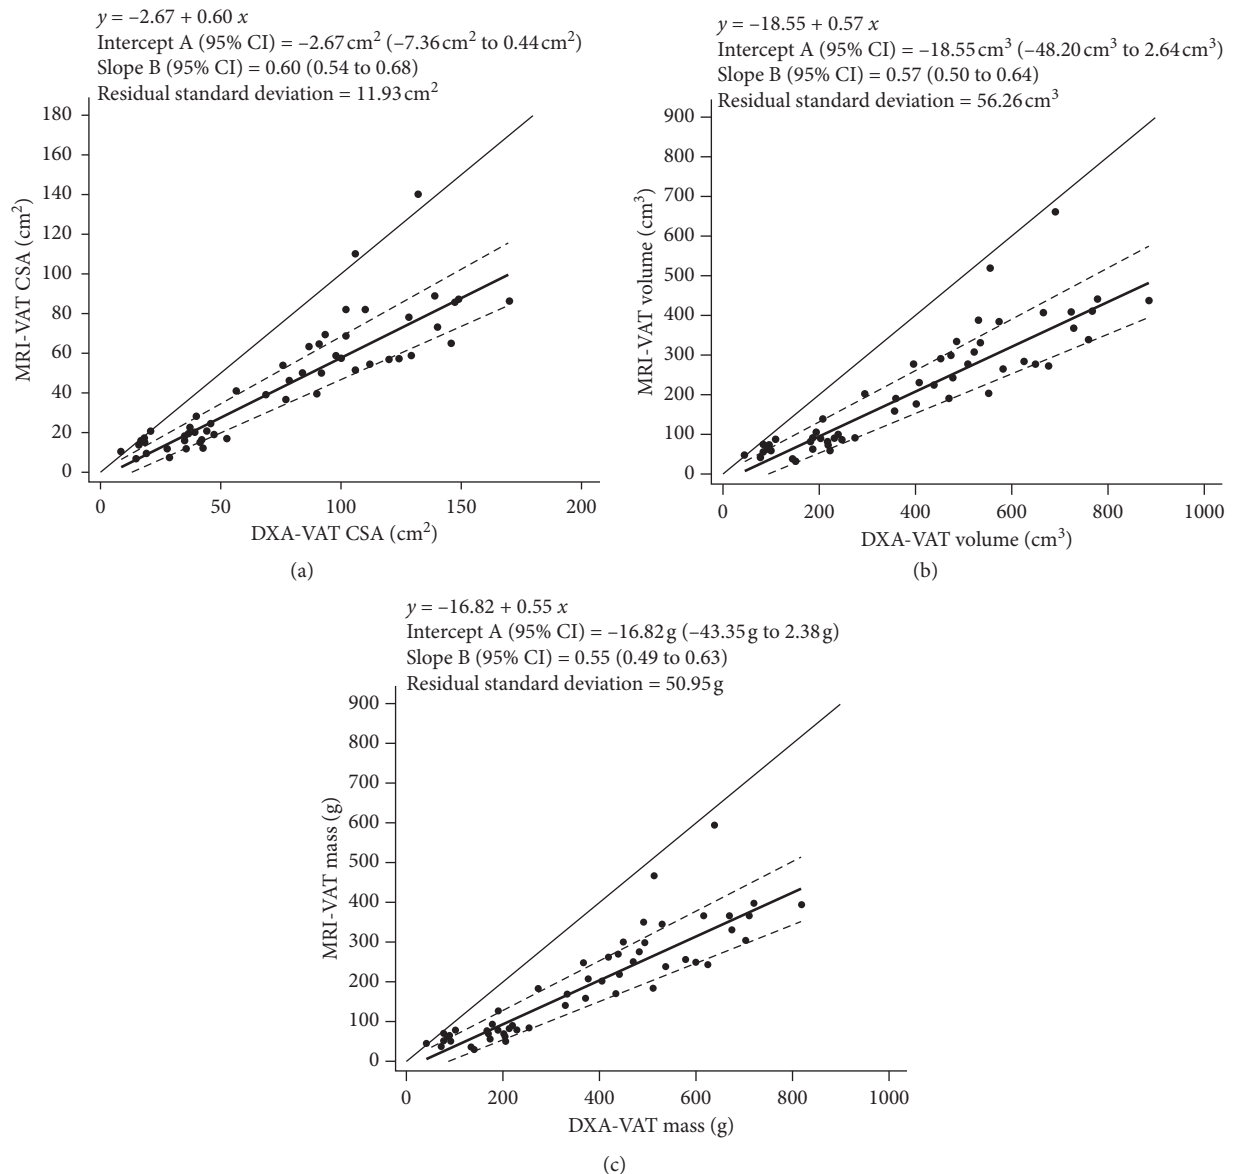 y = –2.67 + 0.60 x
Intercept A (95% CI) = –2.67 cm² (–7.36 cm² to 0.44 cm²)
Slope B (95% CI) = 0.60 (0.54 to 0.68)
Residual standard deviation = 11.93 cm²
180
160
140
120
100
80
60
40
20
0
MRI-VAT CSA (cm²)
0 50 100 150 200
DXA-VAT CSA (cm²)
(a)
y = –18.55 + 0.57 x
Intercept A (95% CI) = –18.55 cm³ (–48.20 cm³ to 2.64 cm³)
Slope B (95% CI) = 0.57 (0.50 to 0.64)
Residual standard deviation = 56.26 cm³
900
800
700
600
500
400
300
200
100
0
MRI-VAT volume (cm³)
0 200 400 600 800 1000
DXA-VAT volume (cm³)
(b)
y = –16.82 + 0.55 x
Intercept A (95% CI) = –16.82 g (–43.35 g to 2.38 g)
Slope B (95% CI) = 0.55 (0.49 to 0.63)
Residual standard deviation = 50.95 g
900
800
700
600
500
400
300
200
100
0
MRI-VAT mass (g)
0 200 400 600 800 1000
DXA-VAT mass (g)
(c)